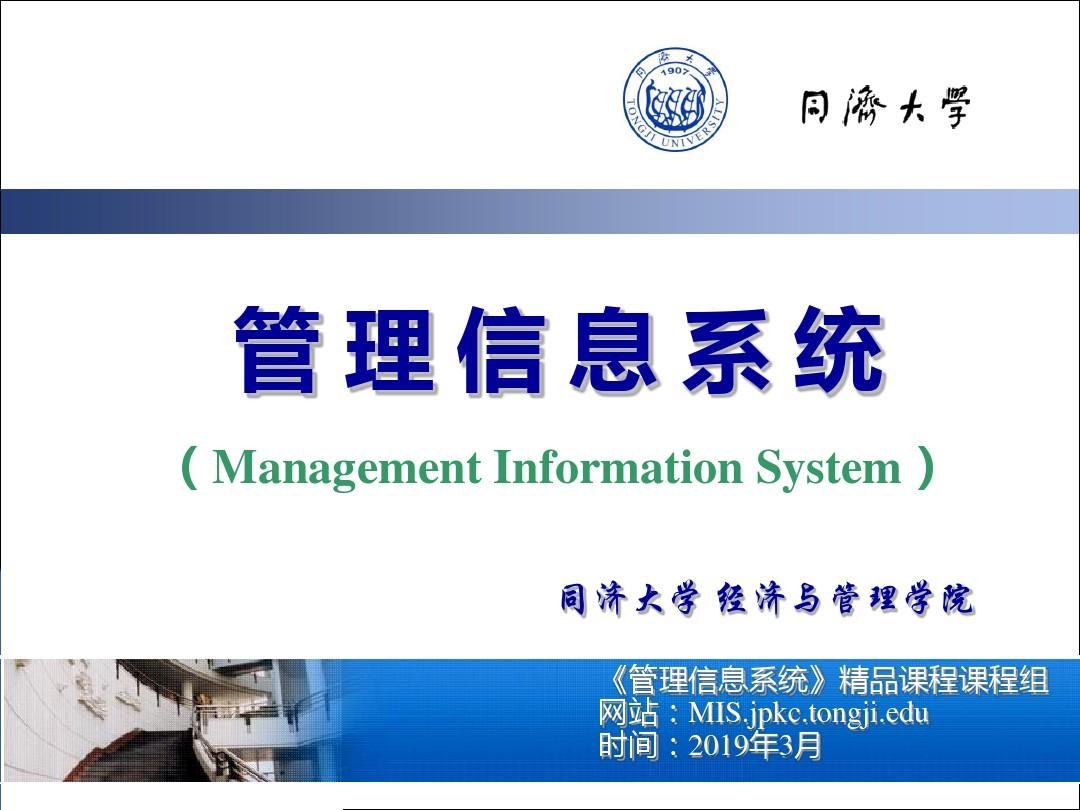 同濟大學
1907
TONGJI UNIVERSITY
同濟大學
管理信息系统
（Management Information System）
同济大学 经济与管理学院
《管理信息系统》精品课程课程组
网站：MIS.jpkc.tongji.edu
时间：2019年3月